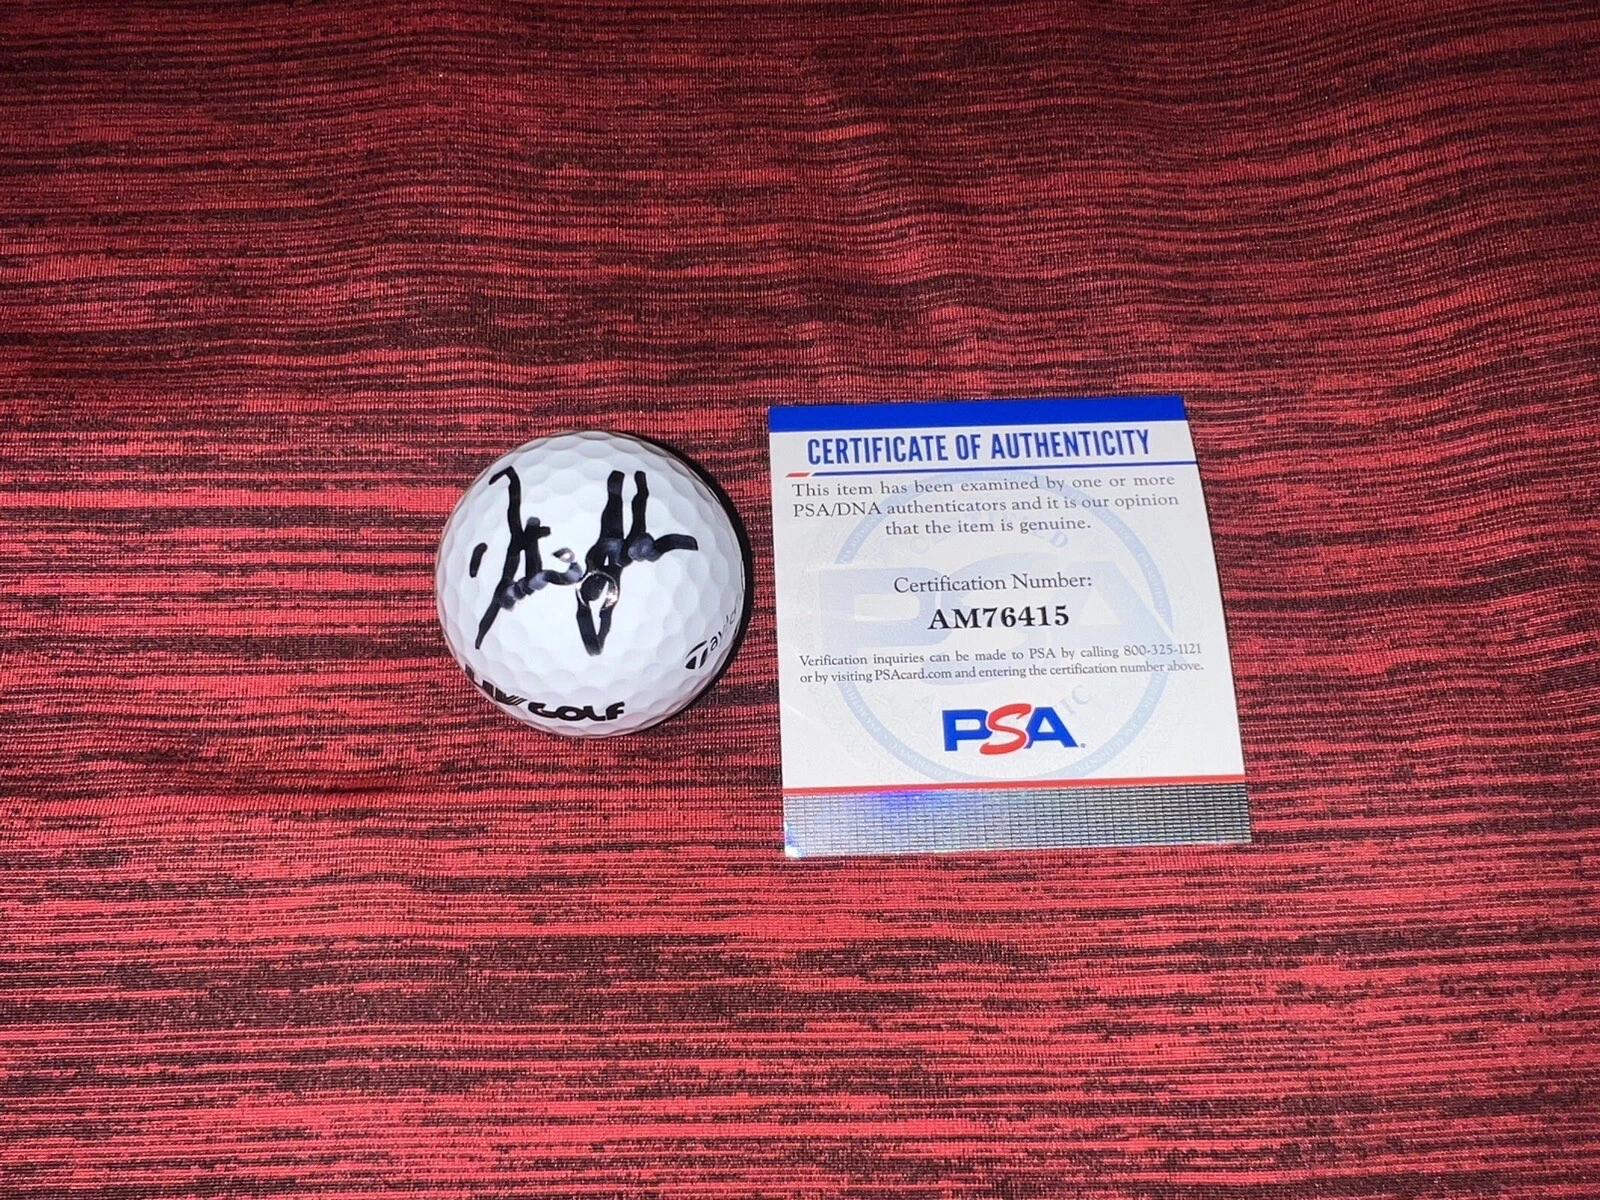 LIV GOLF
Taylor
CERTIFICATE OF AUTHENTICITY
This item has been examined by one or more
PSA/DNA authenticators and it is our opinion
that the item is genuine.
Certification Number:
AM76415
Verification inquiries can be made to PSA by calling 800-325-1121
or by visiting PSAcard.com and entering the certification number above.
PSA